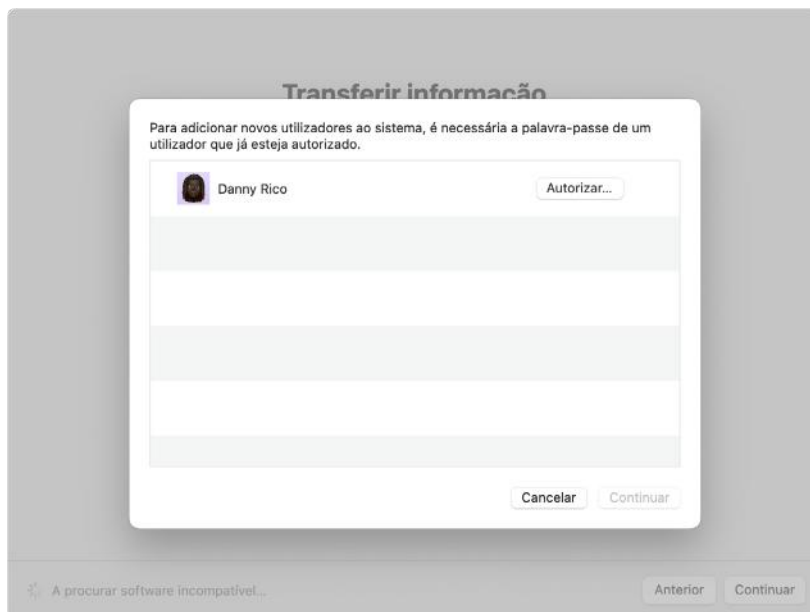 Transferir informação
Para adicionar novos utilizadores ao sistema, é necessária a palavra-passe de um
utilizador que já esteja autorizado.
Danny Rico
Autorizar...
Cancelar
Continuar
A procurar software incompatível...
Anterior
Continuar